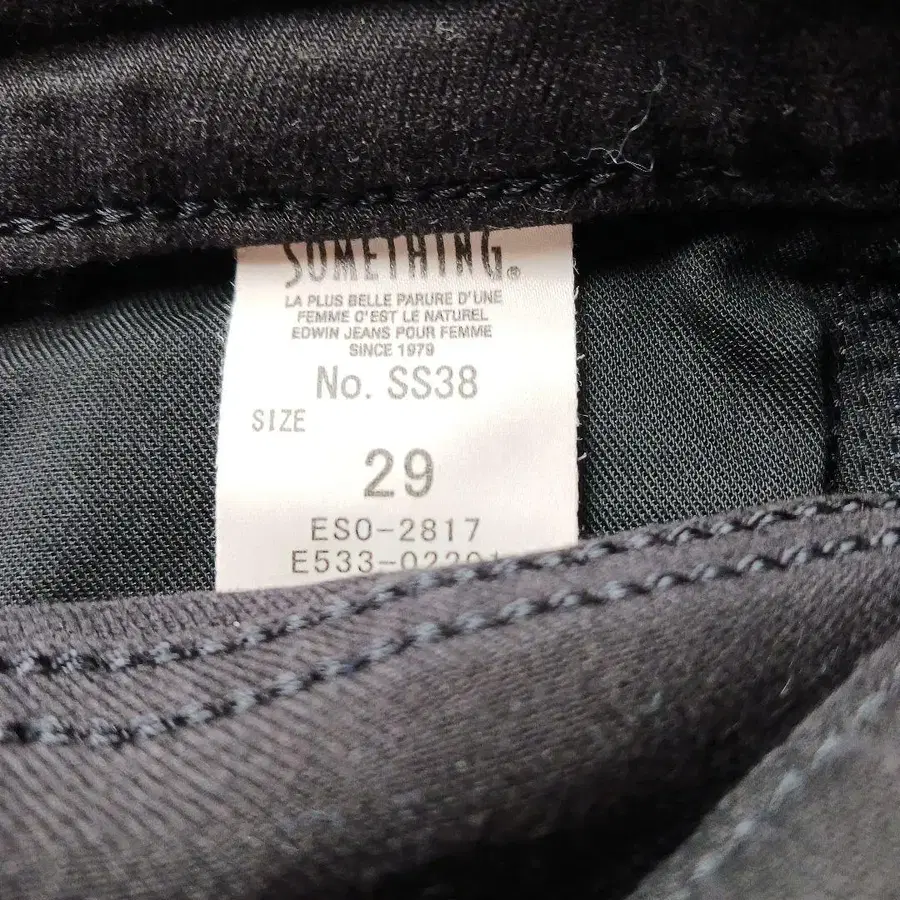 SOMETHING®
LA PLUS BELLE PARURE D'UNE
FEMME C'EST LE NATUREL
EDWIN JEANS POUR FEMME
SINCE 1979
No. SS38
SIZE
29
ESO-2817